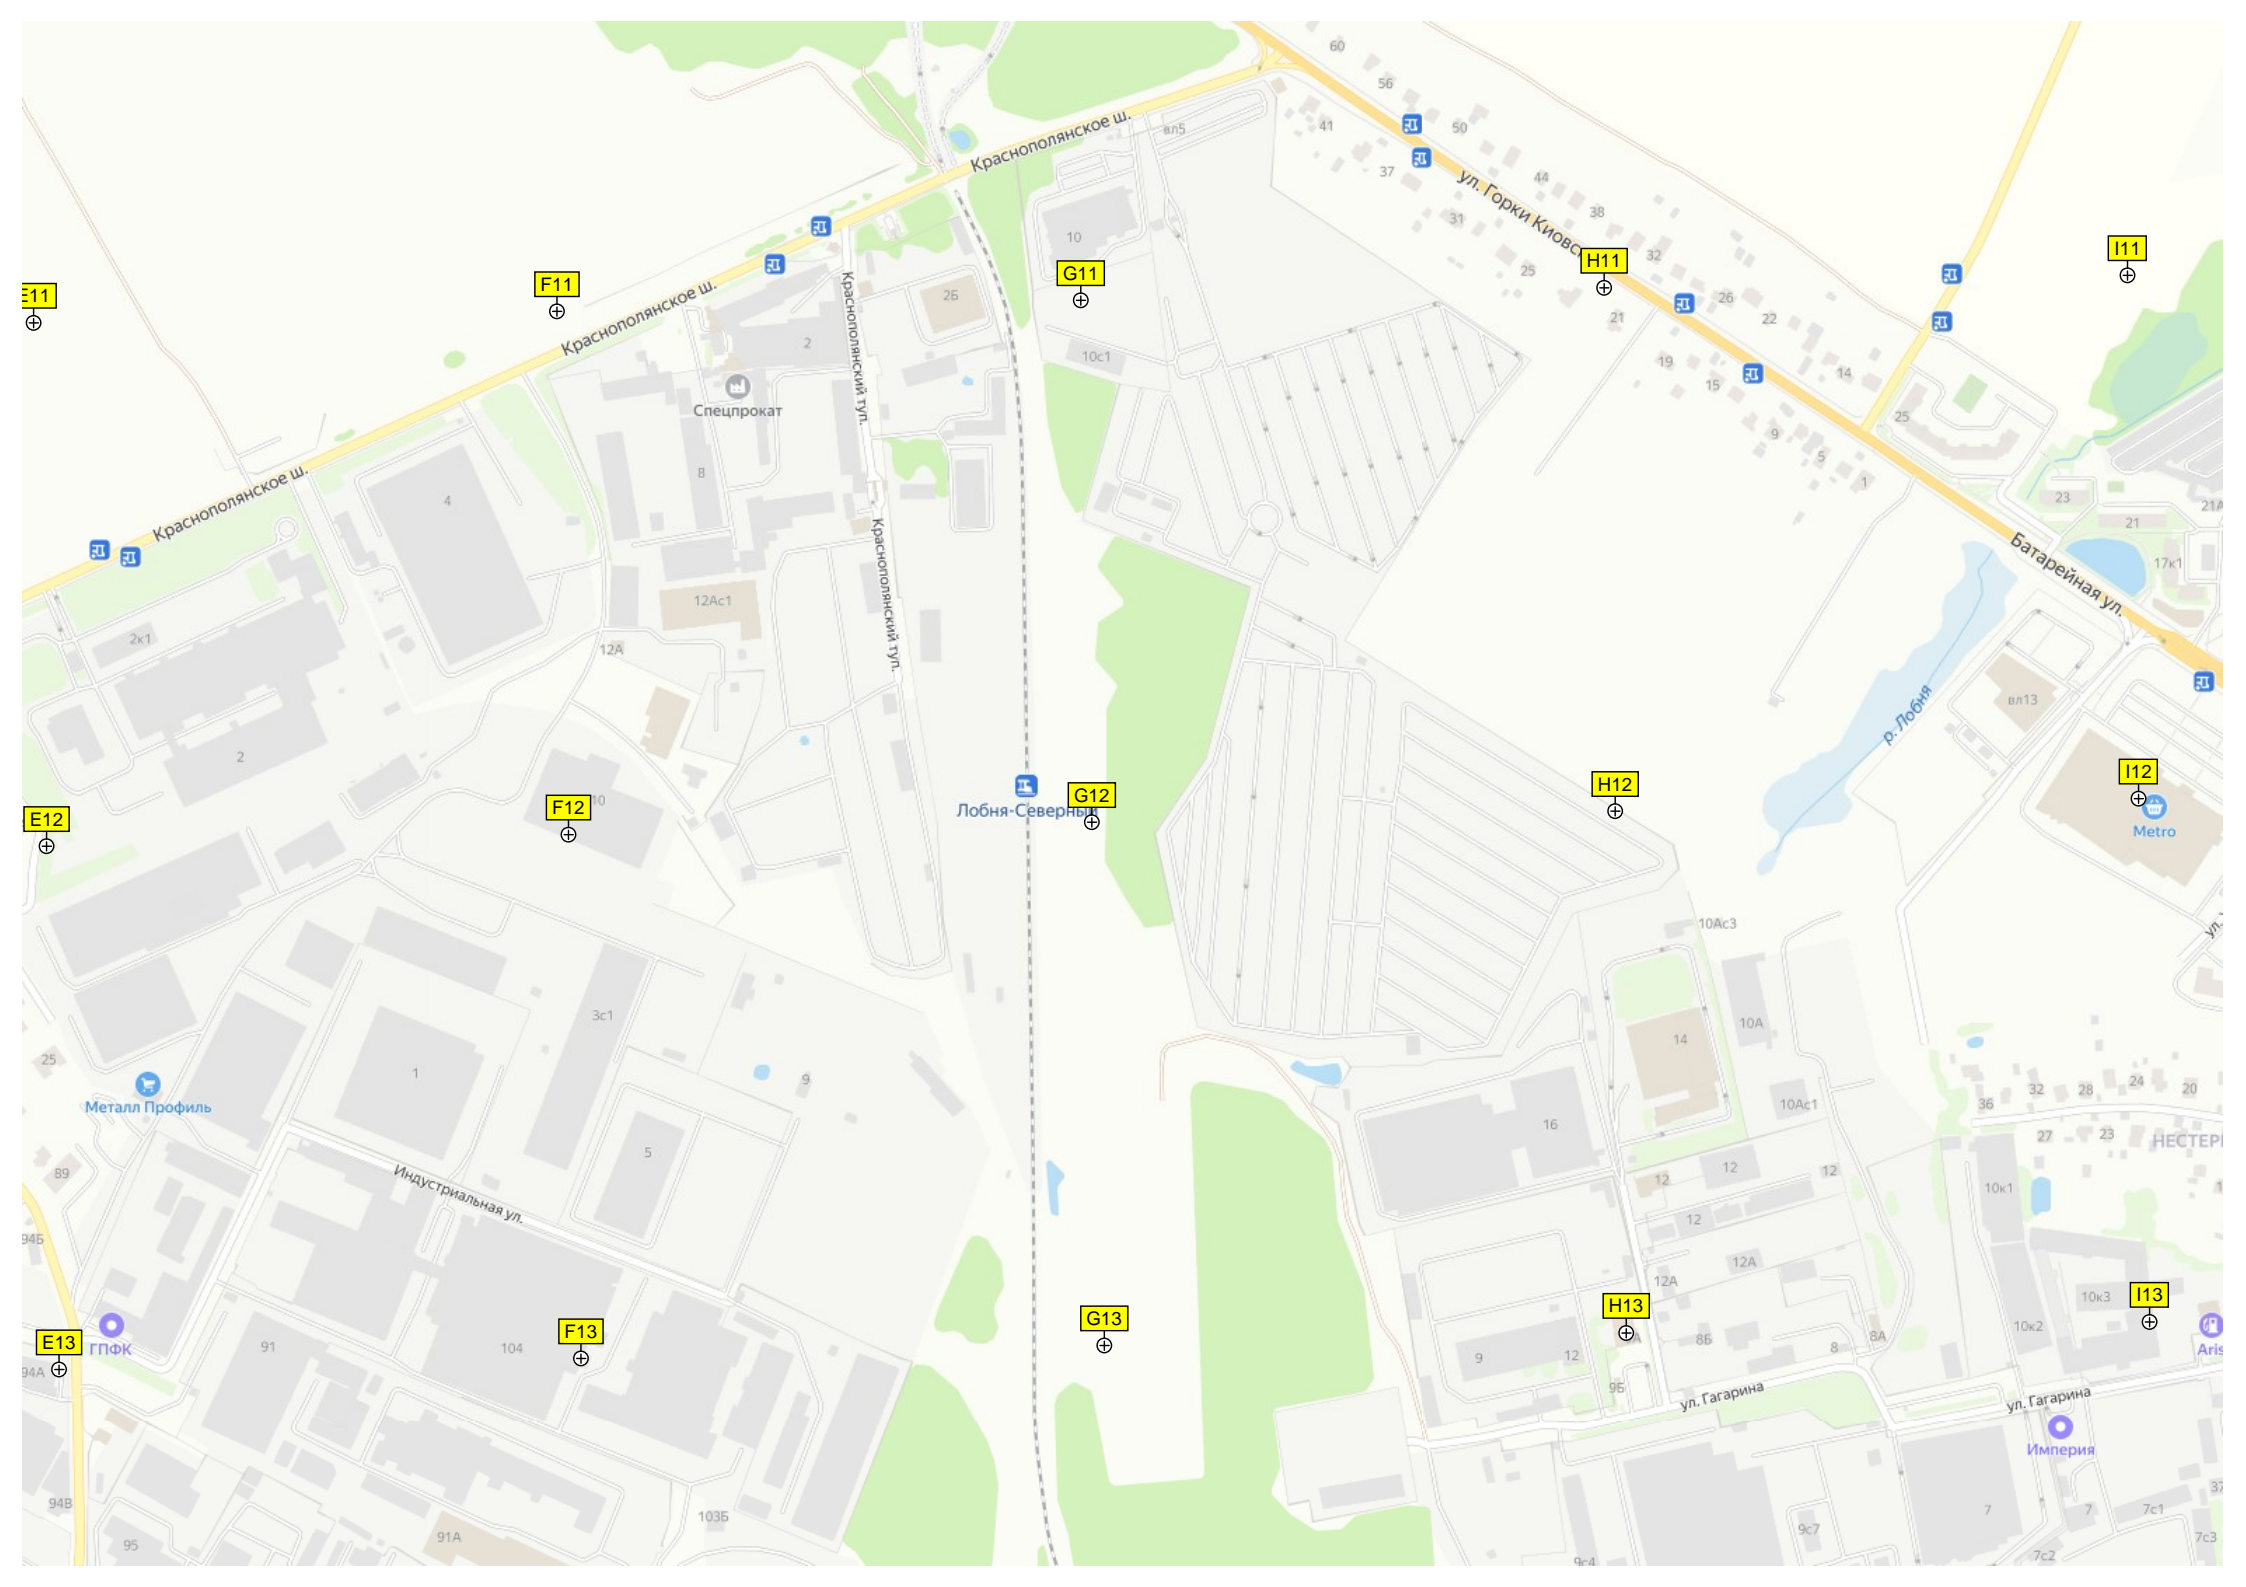 60
56
Краснополянское ш.
вл5
41
50
37
44
ул. Горки Киовс
38
31
10
32
I11
H11
G11
25
F11
E11
2Б
26
22
21
Краснополянское ш.
Краснополянский туп.
2
10с1
19
15
14
Спецпрокат
25
9
5
8
1
Краснополянское ш.
4
23
21А
21
Краснополянский туп.
Батарейная ул.
17к1
12Ас1
2к1
12А
р. Лобня
вл13
2
I12
H12
G12
Лобня-Северный
F12
10
E12
Metro
10Ас3
3с1
10А
14
25
1
9
Металл Профиль
10Ас1
32
28
24
20
36
16
27
23
НЕСТЕР
5
12
12
12
89
Индустриальная ул.
10к1
12
94Б
12А
12А
I13
10к3
H13
G13
F13
E13
ГПФК
91
104
10к2
8Б
8А
8
9
12
Aris
94А
9Б
ул. Гагарина
ул. Гагарина
Империя
94В
103Б
91А
95
9с7
7
7
7с1
37
7с3
7с2
9с4